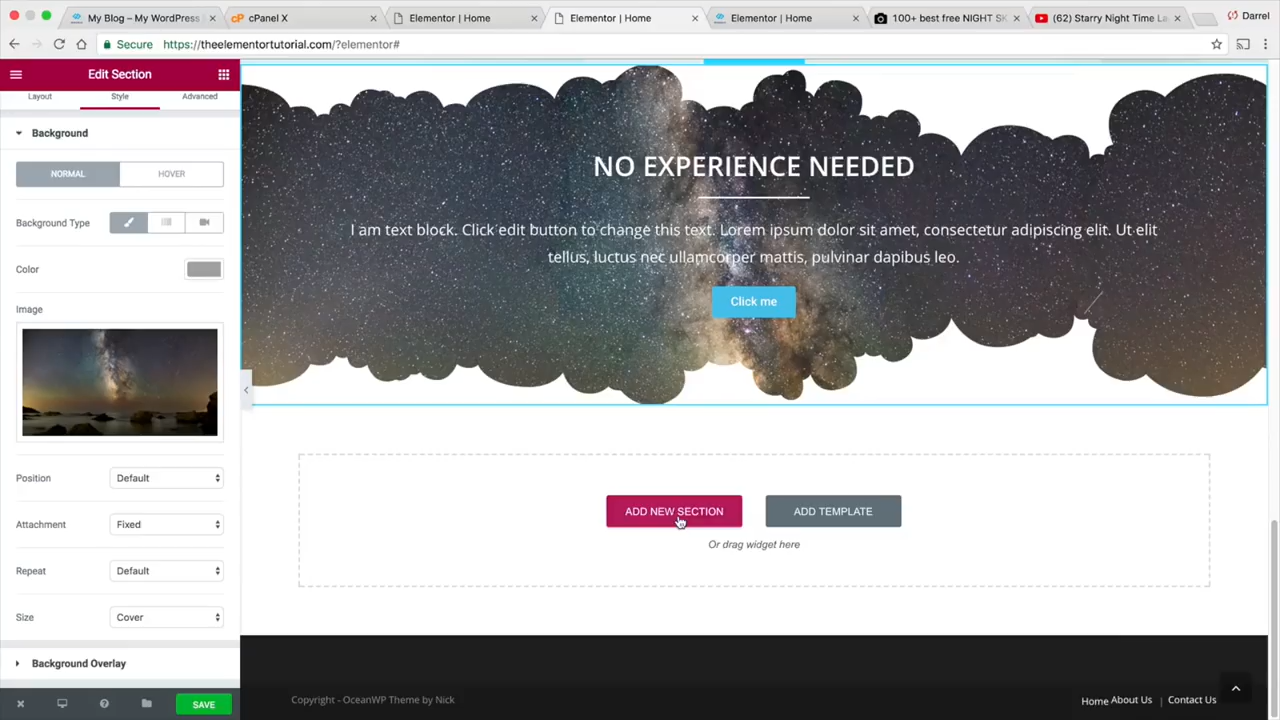 My Blog – My WordPress
cPanel X
Elementor | Home
Elementor | Home
Elementor | Home
100+ best free NIGHT SK
(62) Starry Night Time La
Darrel
Secure
https://theelementortutorial.com/?elementor#
Edit Section
Layout
Style
Advanced
Background
NORMAL
HOVER
Background Type
Color
Image
Position
Default
Attachment
Fixed
Repeat
Default
Size
Cover
Background Overlay
SAVE
NO EXPERIENCE NEEDED
I am text block. Click edit button to change this text. Lorem ipsum dolor sit amet, consectetur adipiscing elit. Ut elit
tellus, luctus nec ullamcorper mattis, pulvinar dapibus leo.
Click me
ADD NEW SECTION
ADD TEMPLATE
Or drag widget here
Copyright - OceanWP Theme by Nick
Home About Us | Contact Us